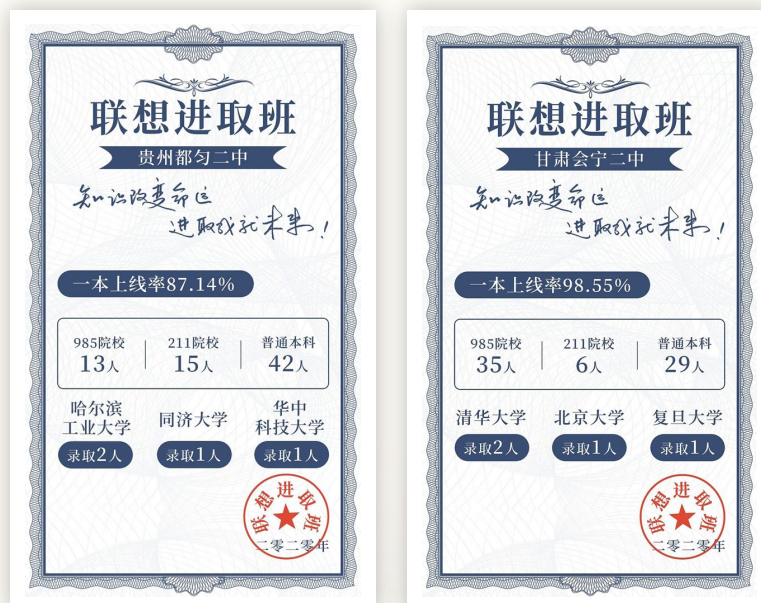 联想进取班
贵州都匀二中
知识改变命运
进取成就未来！
一本上线率87.14%
985院校 211院校 普通本科
13人 15人 42人
哈尔滨
工业大学
同济大学
华中
科技大学
录取2人 录取1人 录取1人
联想进取班
二零二零年
联想进取班
甘肃会宁二中
知识改变命运
进取成就未来！
一本上线率98.55%
985院校 211院校 普通本科
35人 6人 29人
清华大学 北京大学 复旦大学
录取2人 录取1人 录取1人
联想进取班
二零二零年